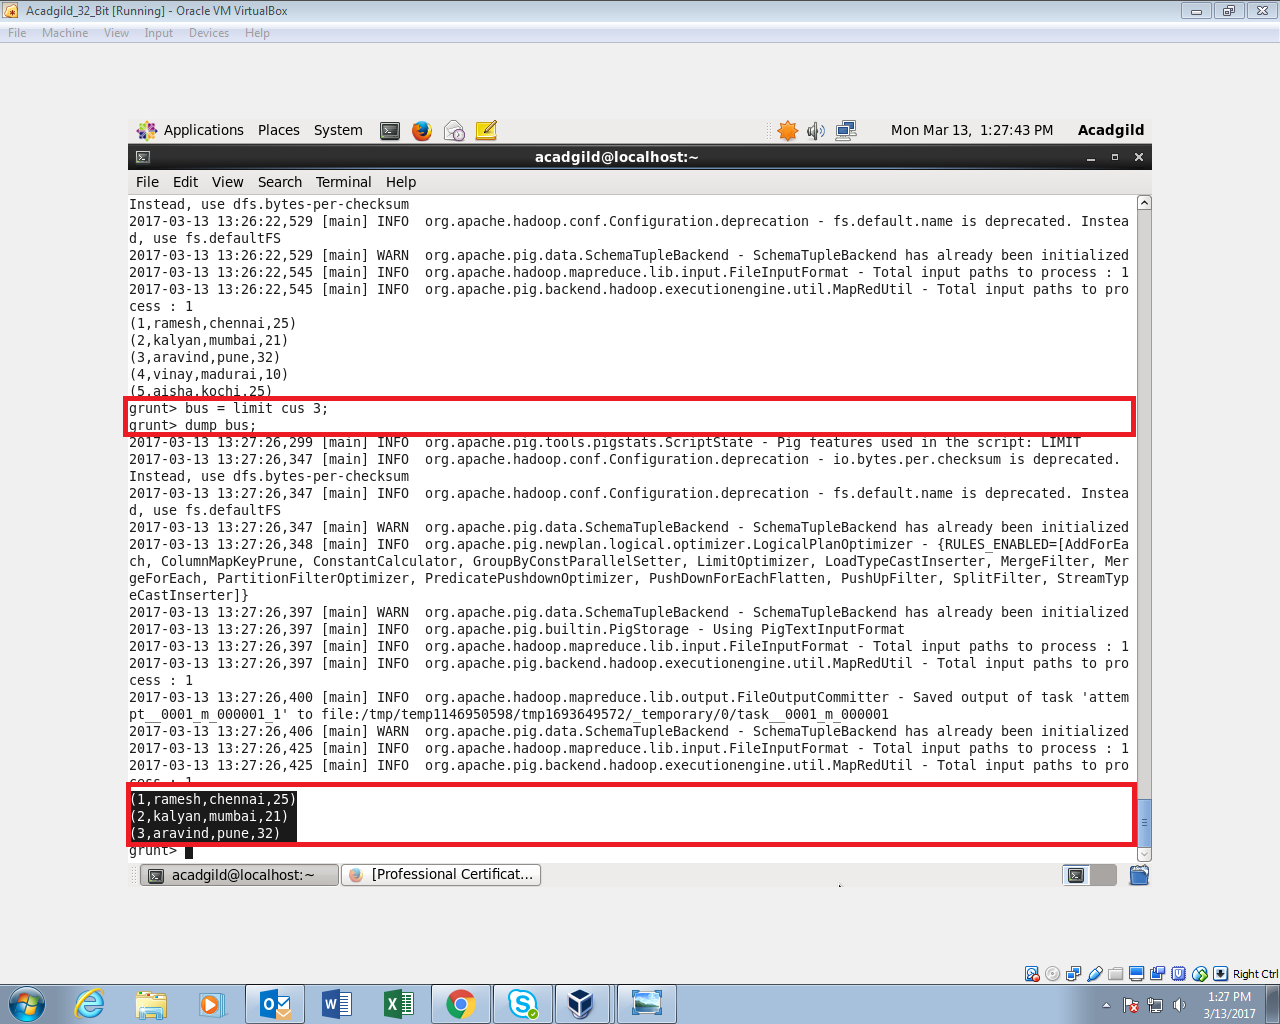 Acadgild_32_Bit [Running] - Oracle VM VirtualBox
File Machine View Input Devices Help
Applications Places System Mon Mar 13, 1:27:43 PM Acadgild
acadgild@localhost:~
File Edit View Search Terminal Help
Instead, use dfs.bytes-per-checksum
2017-03-13 13:26:22,529 [main] INFO  org.apache.hadoop.conf.Configuration.deprecation - fs.default.name is deprecated. Instea
d, use fs.defaultFS
2017-03-13 13:26:22,529 [main] WARN  org.apache.pig.data.SchemaTupleBackend - SchemaTupleBackend has already been initialized
2017-03-13 13:26:22,545 [main] INFO  org.apache.hadoop.mapreduce.lib.input.FileInputFormat - Total input paths to process : 1
2017-03-13 13:26:22,545 [main] INFO  org.apache.pig.backend.hadoop.executionengine.util.MapRedUtil - Total input paths to pro
cess : 1
(1,ramesh,chennai,25)
(2,kalyan,mumbai,21)
(3,aravind,pune,32)
(4,vinay,madurai,10)
(5,aisha,kochi,25)
grunt> bus = limit cus 3;
grunt> dump bus;
2017-03-13 13:27:26,299 [main] INFO  org.apache.pig.tools.pigstats.ScriptState - Pig features used in the script: LIMIT
2017-03-13 13:27:26,347 [main] INFO  org.apache.hadoop.conf.Configuration.deprecation - io.bytes.per.checksum is deprecated.
Instead, use dfs.bytes-per-checksum
2017-03-13 13:27:26,347 [main] INFO  org.apache.hadoop.conf.Configuration.deprecation - fs.default.name is deprecated. Instea
d, use fs.defaultFS
2017-03-13 13:27:26,347 [main] WARN  org.apache.pig.data.SchemaTupleBackend - SchemaTupleBackend has already been initialized
2017-03-13 13:27:26,348 [main] INFO  org.apache.pig.newplan.logical.optimizer.LogicalPlanOptimizer - {RULES_ENABLED=[AddForEa
ch, ColumnMapKeyPrune, ConstantCalculator, GroupByConstParallelSetter, LimitOptimizer, LoadTypeCastInserter, MergeFilter, Mer
geForEach, PartitionFilterOptimizer, PredicatePushdownOptimizer, PushDownForEachFlatten, PushUpFilter, SplitFilter, StreamTyp
eCastInserter]}
2017-03-13 13:27:26,397 [main] WARN  org.apache.pig.data.SchemaTupleBackend - SchemaTupleBackend has already been initialized
2017-03-13 13:27:26,397 [main] INFO  org.apache.pig.builtin.PigStorage - Using PigTextInputFormat
2017-03-13 13:27:26,397 [main] INFO  org.apache.hadoop.mapreduce.lib.input.FileInputFormat - Total input paths to process : 1
2017-03-13 13:27:26,397 [main] INFO  org.apache.pig.backend.hadoop.executionengine.util.MapRedUtil - Total input paths to pro
cess : 1
2017-03-13 13:27:26,400 [main] INFO  org.apache.hadoop.mapreduce.lib.output.FileOutputCommitter - Saved output of task 'attem
pt__0001_m_000001_1' to file:/tmp/temp1146950598/tmp1693649572/_temporary/0/task__0001_m_000001
2017-03-13 13:27:26,406 [main] WARN  org.apache.pig.data.SchemaTupleBackend - SchemaTupleBackend has already been initialized
2017-03-13 13:27:26,425 [main] INFO  org.apache.hadoop.mapreduce.lib.input.FileInputFormat - Total input paths to process : 1
2017-03-13 13:27:26,425 [main] INFO  org.apache.pig.backend.hadoop.executionengine.util.MapRedUtil - Total input paths to pro
cess : 1
(1,ramesh,chennai,25)
(2,kalyan,mumbai,21)
(3,aravind,pune,32)
grunt>
acadgild@localhost:~ [Professional Certificat...
Right Ctrl
1:27 PM
3/13/2017